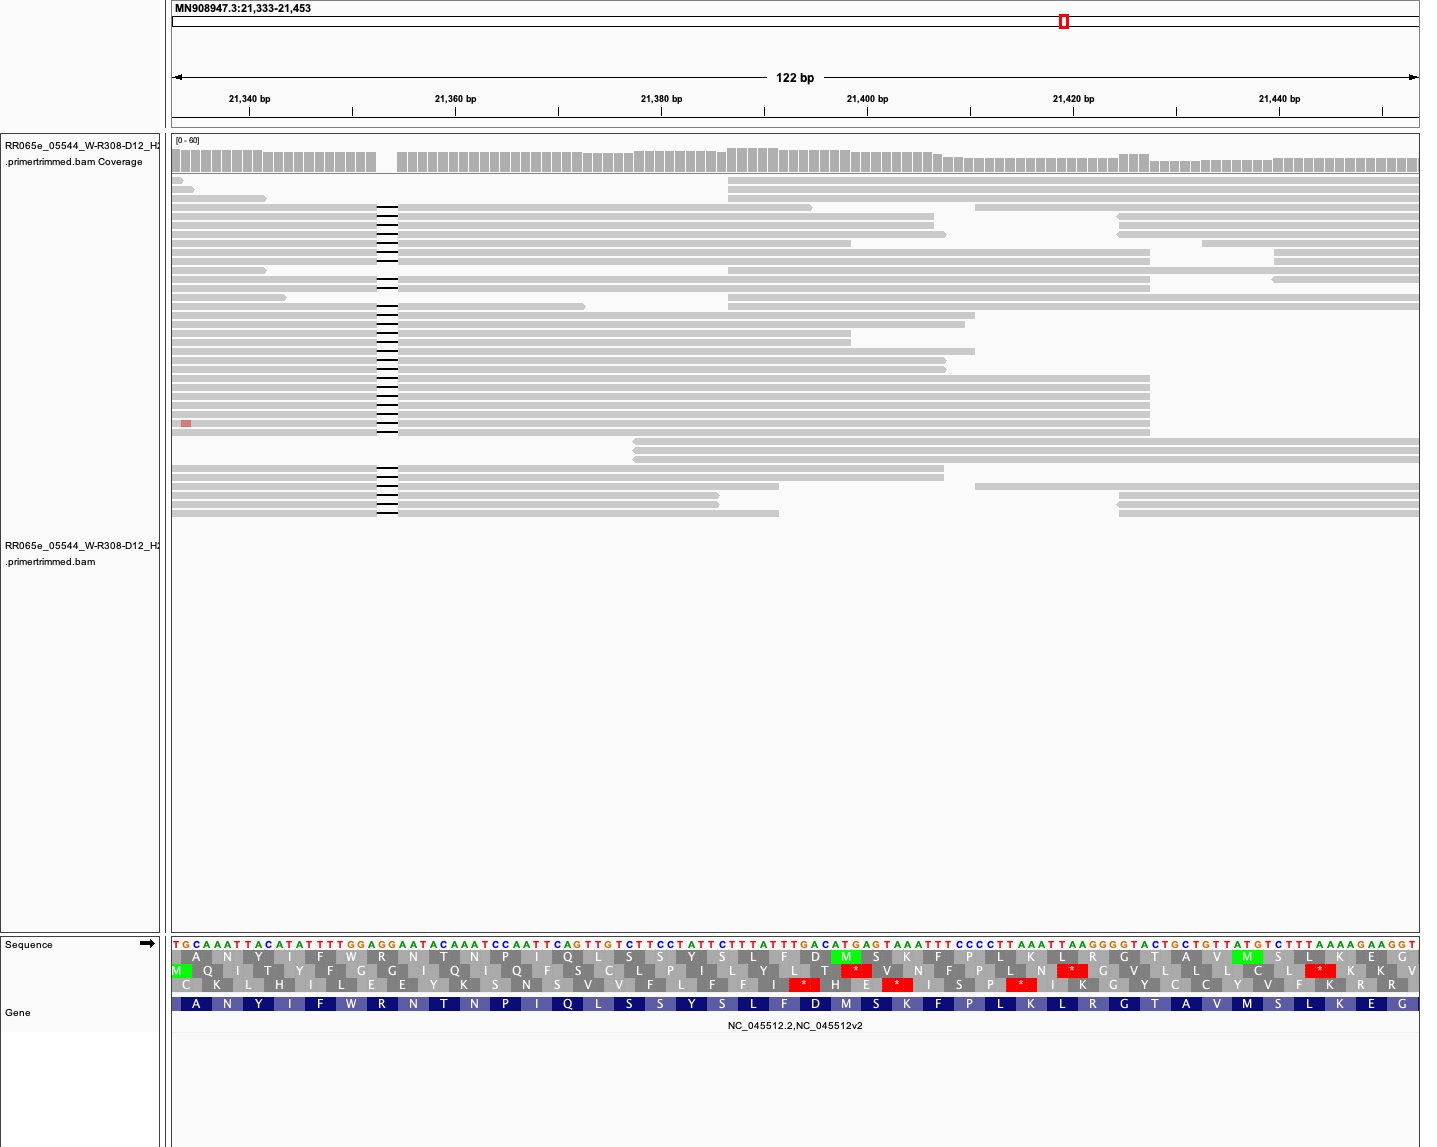 MN908947.3:21,333-21,453
122 bp
21,340 bp 21,360 bp 21,380 bp 21,400 bp 21,420 bp 21,440 bp
[0 - 60]
RR065e_05544_W-R308-D12_H
.primertrimmed.bam Coverage
RR065e_05544_W-R308-D12_H
.primertrimmed.bam
Sequence
TGCAAATTACATATTTTGGAGGAATACAAATCCAATTCAGTTGTCTTCCTATTCTTTATTTGACATGAGTAAATTTCCCCTTAAATTAAGGGGTACTGCTGTTATGTCTTTAAAAGAAGGT
A N Y I F W R N T N P I Q L S S Y S L F D M S K F P L K L R G T A V M S L K E G
M Q I T Y F G G I Q I Q F S C L P I L Y L T * V N F P L N * G V L L L C L * K K V
C K L H I L E E Y K S N S V V F L F F I * H E * I S P * I K G Y C C Y V F K R R
A N Y I F W R N T N P I Q L S S Y S L F D M S K F P L K L R G T A V M S L K E G
Gene
NC_045512.2,NC_045512v2